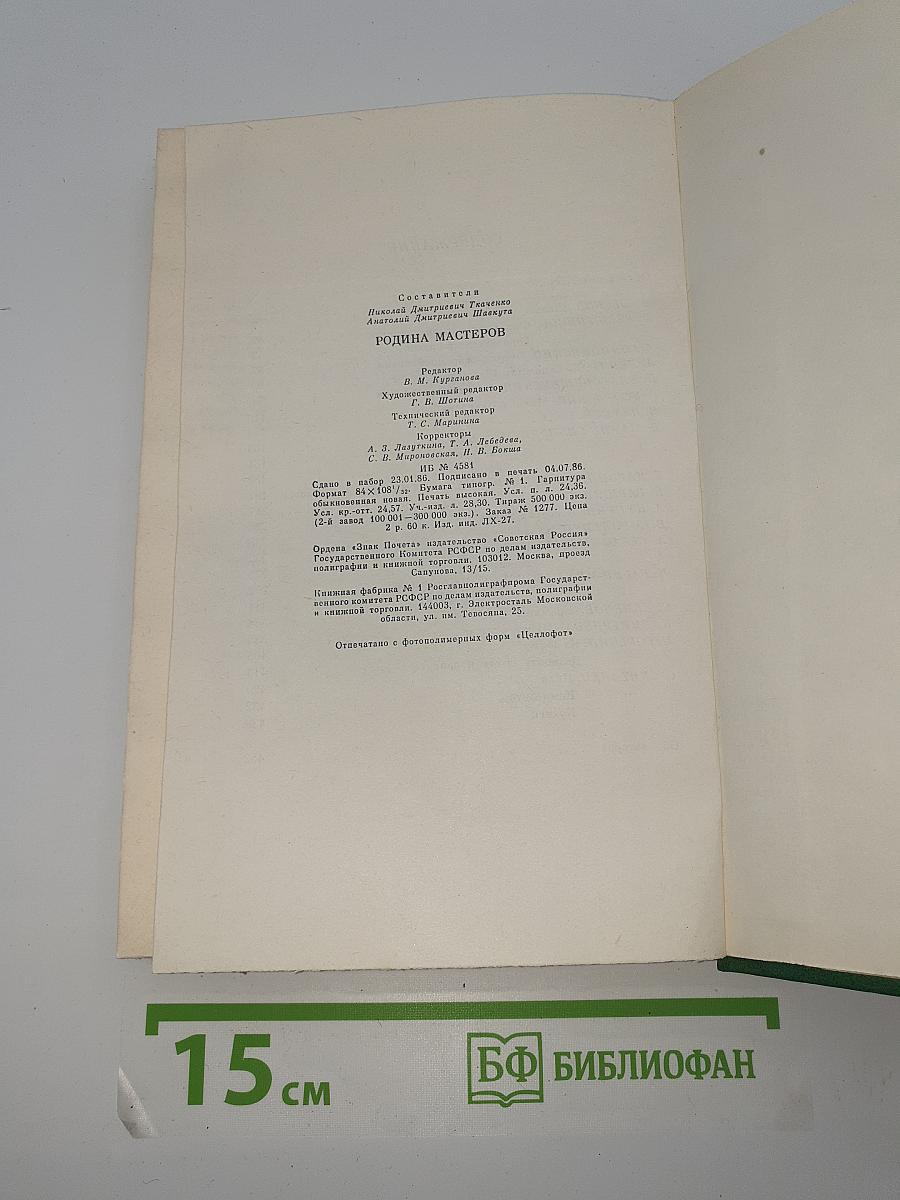 Составители
Николай Дмитриевич Ткаченко
Анатолий Дмитриевич Шавкута
РОДИНА МАСТЕРОВ
Редактор
В. М. Курганова
Художественный редактор
Г. В. Шотина
Технический редактор
Т. С. Маринина
Корректоры
А. З. Лазуткина, Т. А. Лебедева,
С. В. Мироновская, Н. В. Бокша
ИБ № 4581
Сдано в набор 23.01.86. Подписано в печать 04.07.86.
Формат 84×108¹/₃₂. Бумага типогр. № 1. Гарнитура
обыкновенная новая. Печать высокая. Усл. п. л. 24,36.
Усл. кр.-отт. 24,57. Уч.-изд. л. 28,30. Тираж 500 000 экз.
(2-й завод 100 001—300 000 экз.). Заказ № 1277. Цена
2 р. 60 к. Изд. инд. ЛХ-27.
Ордена «Знак Почета» издательство «Советская Россия»
Государственного Комитета РСФСР по делам издательств,
полиграфии и книжной торговли. 103012. Москва, проезд
Сапунова, 13/15.
Книжная фабрика № 1 Росглавполиграфпрома Государст-
венного комитета РСФСР по делам издательств, полиграфии
и книжной торговли. 144003, г. Электросталь Московской
области, ул. им. Тевосяна, 25.
Отпечатано с фотополимерных форм «Целлофот»
15 см
БФ БИБЛИОФАН